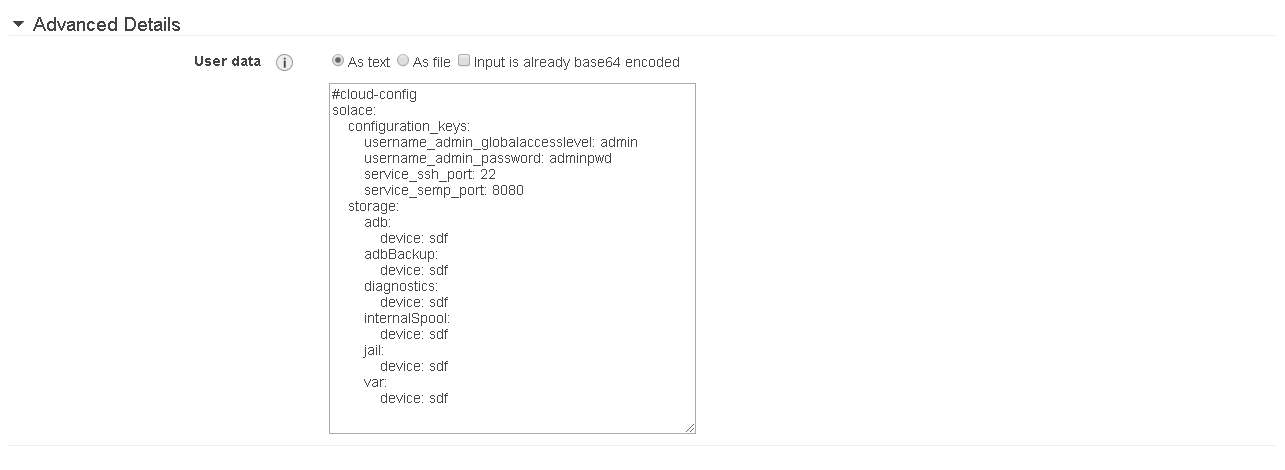 Advanced Details
User data i As text As file Input is already base64 encoded
#cloud-config
solace:
configuration_keys:
username_admin_globalaccesslevel: admin
username_admin_password: adminpwd
service_ssh_port: 22
service_semp_port: 8080
storage:
adb:
device: sdf
adbBackup:
device: sdf
diagnostics:
device: sdf
internalSpool:
device: sdf
jail:
device: sdf
var:
device: sdf